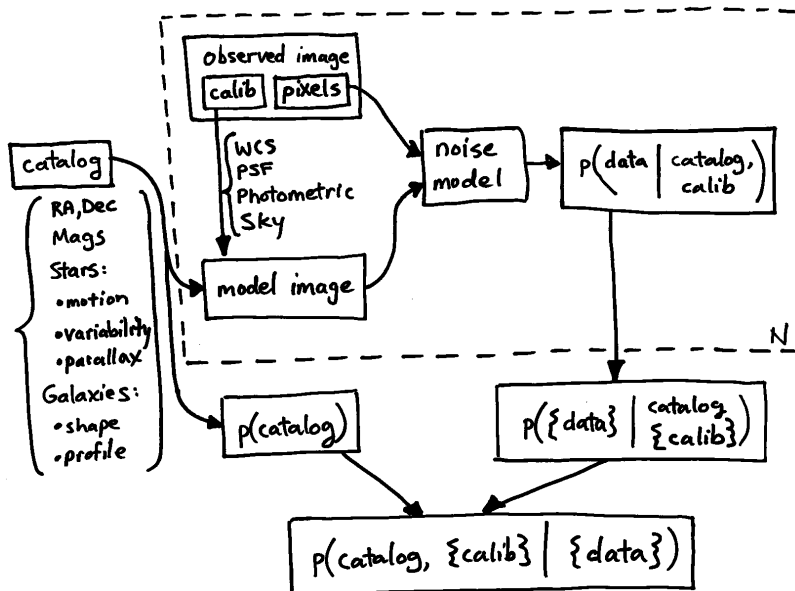 observed image
calib pixels
WCS
PSF
Photometric
Sky
noise
model
p(data | catalog,
calib)
catalog
RA, Dec
Mags
Stars:
•motion
•variability
•parallax
Galaxies:
•shape
•profile
model image
N
p(catalog)
p({data} | catalog
{calib})
p(catalog, {calib} | {data})